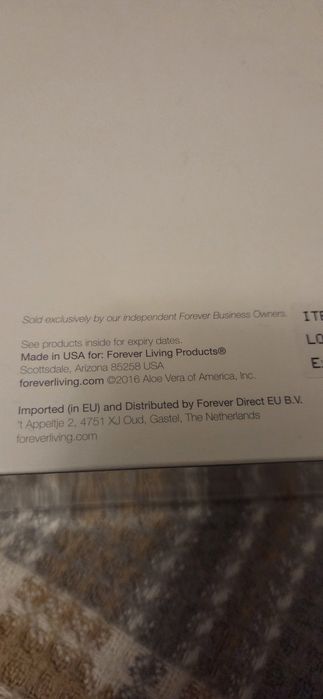 Sold exclusively by our independent Forever Business Owners.
See products inside for expiry dates.
Made in USA for: Forever Living Products®
Scottsdale, Arizona 85258 USA
foreverliving.com ©2016 Aloe Vera of America, Inc.
Imported (in EU) and Distributed by Forever Direct EU B.V.
't Appeltje 2, 4751 XJ Oud, Gastel, The Netherlands
foreverliving.com